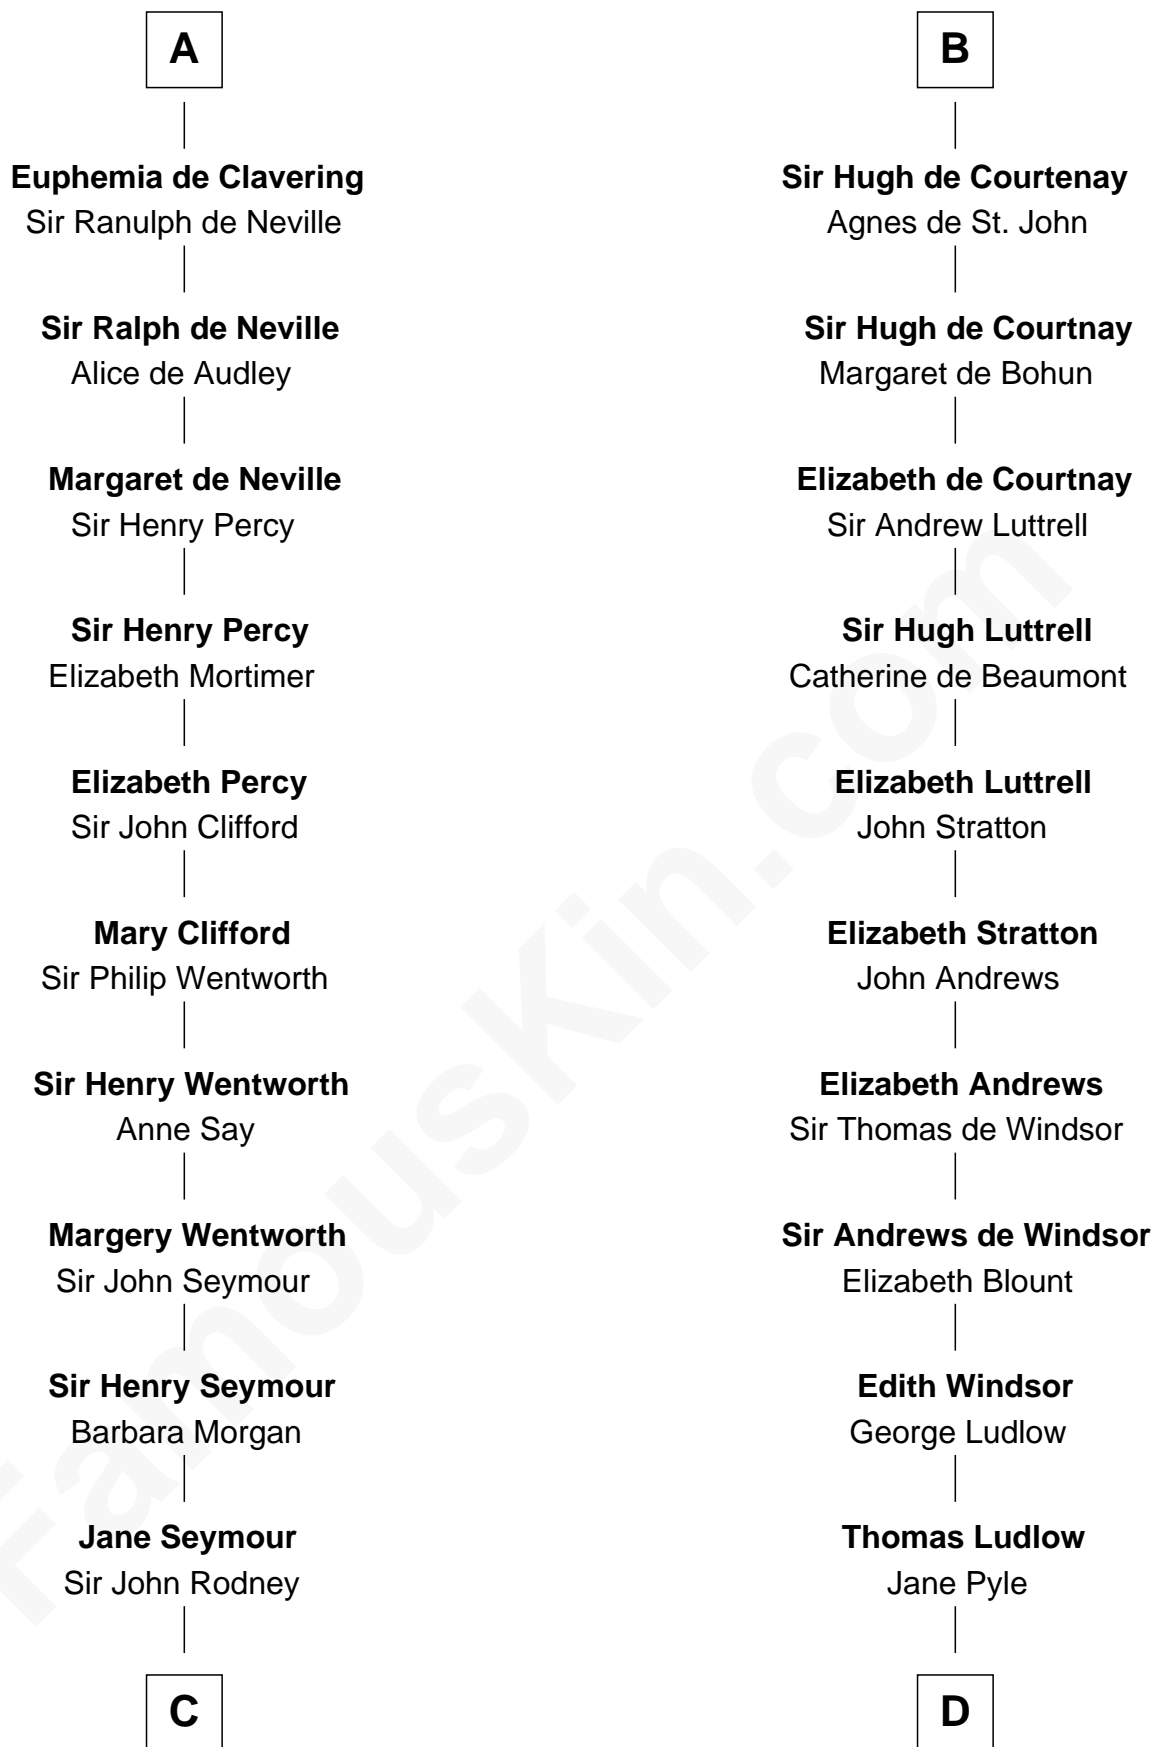 A
Euphemia de Clavering
Sir Ranulph de Neville
Sir Ralph de Neville
Alice de Audley
Margaret de Neville
Sir Henry Percy
Sir Henry Percy
Elizabeth Mortimer
Elizabeth Percy
Sir John Clifford
Mary Clifford
Sir Philip Wentworth
Sir Henry Wentworth
Anne Say
Margery Wentworth
Sir John Seymour
Sir Henry Seymour
Barbara Morgan
Jane Seymour
Sir John Rodney
C
B
Sir Hugh de Courtenay
Agnes de St. John
Sir Hugh de Courtnay
Margaret de Bohun
Elizabeth de Courtnay
Sir Andrew Luttrell
Sir Hugh Luttrell
Catherine de Beaumont
Elizabeth Luttrell
John Stratton
Elizabeth Stratton
John Andrews
Elizabeth Andrews
Sir Thomas de Windsor
Sir Andrews de Windsor
Elizabeth Blount
Edith Windsor
George Ludlow
Thomas Ludlow
Jane Pyle
D
FamousKin.com